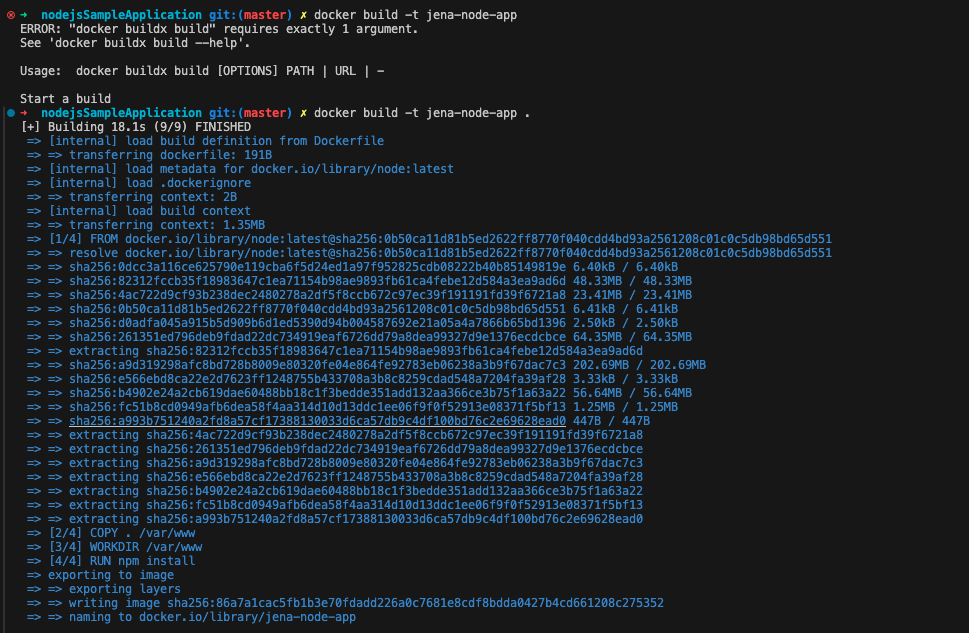 ➜ nodejsSampleApplication git:(master) ✗ docker build -t jena-node-app
ERROR: "docker buildx build" requires exactly 1 argument.
See 'docker buildx build --help'.
Usage:  docker buildx build [OPTIONS] PATH | URL | -
Start a build
➜ nodejsSampleApplication git:(master) ✗ docker build -t jena-node-app .
[+] Building 18.1s (9/9) FINISHED
=> [internal] load build definition from Dockerfile
=> => transferring dockerfile: 191B
=> [internal] load metadata for docker.io/library/node:latest
=> [internal] load .dockerignore
=> => transferring context: 2B
=> [internal] load build context
=> => transferring context: 1.35MB
=> [1/4] FROM docker.io/library/node:latest@sha256:0b50ca11d81b5ed2622ff8770f040cdd4bd93a2561208c01c0c5db98bd65d551
=> => resolve docker.io/library/node:latest@sha256:0b50ca11d81b5ed2622ff8770f040cdd4bd93a2561208c01c0c5db98bd65d551
=> => sha256:0dcc3a116ce625790e119cba6f5d24ed1a97f952825cdb08222b40b85149819e 6.40kB / 6.40kB
=> => sha256:82312fccb35f18983647c1ea71154b98ae9893fb61ca4febe12d584a3ea9ad6d 48.33MB / 48.33MB
=> => sha256:4ac722d9cf93b238dec2480278a2df5f8ccb672c97ec39f191191fd39f6721a8 23.41MB / 23.41MB
=> => sha256:0b50ca11d81b5ed2622ff8770f040cdd4bd93a2561208c01c0c5db98bd65d551 6.41kB / 6.41kB
=> => sha256:d0adfa045a915b5d909b6d1ed5390d94b004587692e21a05a4a7866b65bd1396 2.50kB / 2.50kB
=> => sha256:261351ed796deb9fdad22dc734919eaf6726dd79a8dea99327d9e1376ecdcbce 64.35MB / 64.35MB
=> => extracting sha256:82312fccb35f18983647c1ea71154b98ae9893fb61ca4febe12d584a3ea9ad6d
=> => sha256:a9d319298afc8bd728b8009e80320fe04e864fe92783eb06238a3b9f67dac7c3 202.69MB / 202.69MB
=> => sha256:e566ebd8ca22e2d7623ff1248755b433708a3b8c8259cdad548a7204fa39af28 3.33kB / 3.33kB
=> => sha256:b4902e24a2cb619dae60488bb18c1f3bedde351add132aa366ce3b75f1a63a22 56.64MB / 56.64MB
=> => sha256:fc51b8cd0949afb6dea58f4aa314d10d13ddc1ee06f9f0f52913e08371f5bf13 1.25MB / 1.25MB
=> => sha256:a993b751240a2fd8a57cf17388130033d6ca57db9c4df100bd76c2e69628ead0 447B / 447B
=> => extracting sha256:4ac722d9cf93b238dec2480278a2df5f8ccb672c97ec39f191191fd39f6721a8
=> => extracting sha256:261351ed796deb9fdad22dc734919eaf6726dd79a8dea99327d9e1376ecdcbce
=> => extracting sha256:a9d319298afc8bd728b8009e80320fe04e864fe92783eb06238a3b9f67dac7c3
=> => extracting sha256:e566ebd8ca22e2d7623ff1248755b433708a3b8c8259cdad548a7204fa39af28
=> => extracting sha256:b4902e24a2cb619dae60488bb18c1f3bedde351add132aa366ce3b75f1a63a22
=> => extracting sha256:fc51b8cd0949afb6dea58f4aa314d10d13ddc1ee06f9f0f52913e08371f5bf13
=> => extracting sha256:a993b751240a2fd8a57cf17388130033d6ca57db9c4df100bd76c2e69628ead0
=> [2/4] COPY . /var/www
=> [3/4] WORKDIR /var/www
=> [4/4] RUN npm install
=> exporting to image
=> => exporting layers
=> => writing image sha256:86a7a1cac5fb1b3e70fdadd226a0c7681e8cdf8bdda0427b4cd661208c275352
=> => naming to docker.io/library/jena-node-app